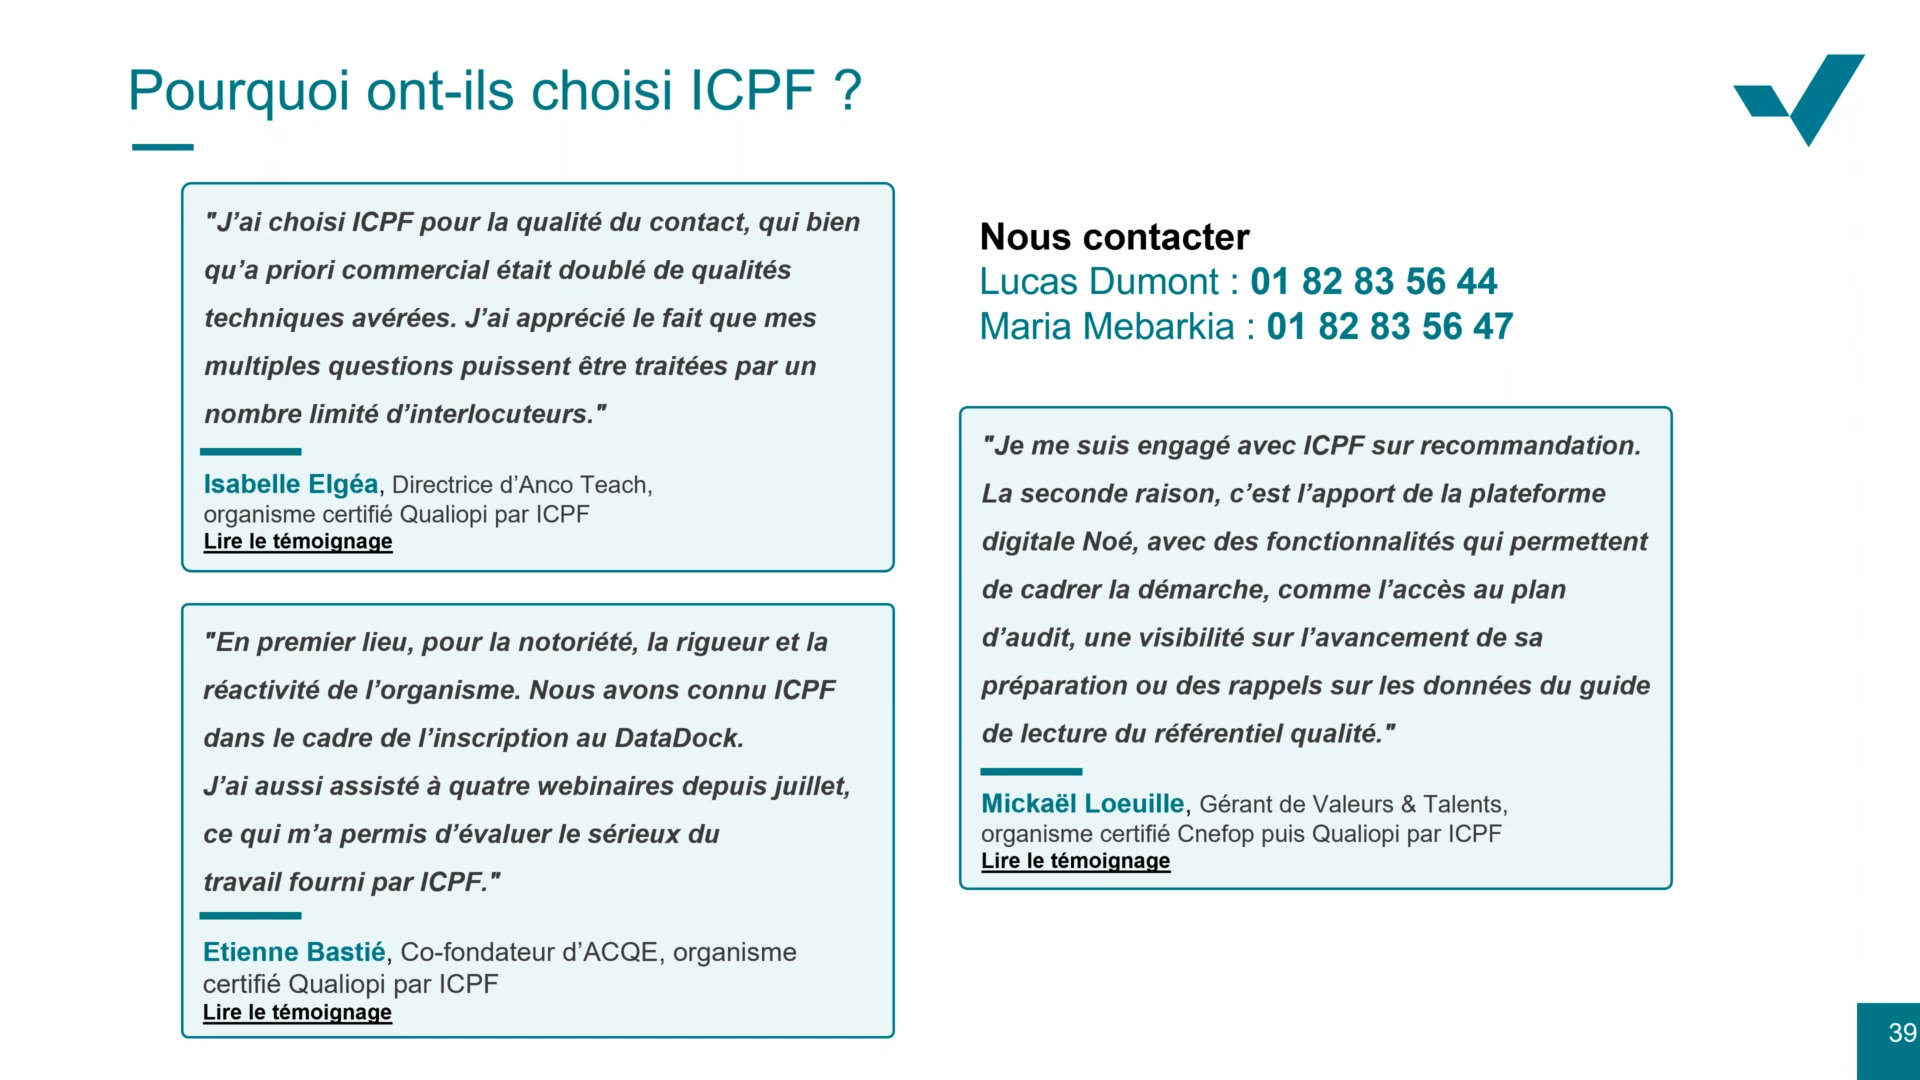 Pourquoi ont-ils choisi ICPF ?
"J’ai choisi ICPF pour la qualité du contact, qui bien
qu’a priori commercial était doublé de qualités
techniques avérées. J’ai apprécié le fait que mes
multiples questions puissent être traitées par un
nombre limité d’interlocuteurs."
Isabelle Elgéa, Directrice d’Anco Teach,
organisme certifié Qualiopi par ICPF
Lire le témoignage
"En premier lieu, pour la notoriété, la rigueur et la
réactivité de l’organisme. Nous avons connu ICPF
dans le cadre de l’inscription au DataDock.
J’ai aussi assisté à quatre webinaires depuis juillet,
ce qui m’a permis d’évaluer le sérieux du
travail fourni par ICPF."
Etienne Bastié, Co-fondateur d’ACQE, organisme
certifié Qualiopi par ICPF
Lire le témoignage
Nous contacter
Lucas Dumont : 01 82 83 56 44
Maria Mebarkia : 01 82 83 56 47
"Je me suis engagé avec ICPF sur recommandation.
La seconde raison, c’est l’apport de la plateforme
digitale Noé, avec des fonctionnalités qui permettent
de cadrer la démarche, comme l’accès au plan
d’audit, une visibilité sur l’avancement de sa
préparation ou des rappels sur les données du guide
de lecture du référentiel qualité."
Mickaël Loeuille, Gérant de Valeurs & Talents,
organisme certifié Cnefop puis Qualiopi par ICPF
Lire le témoignage
39